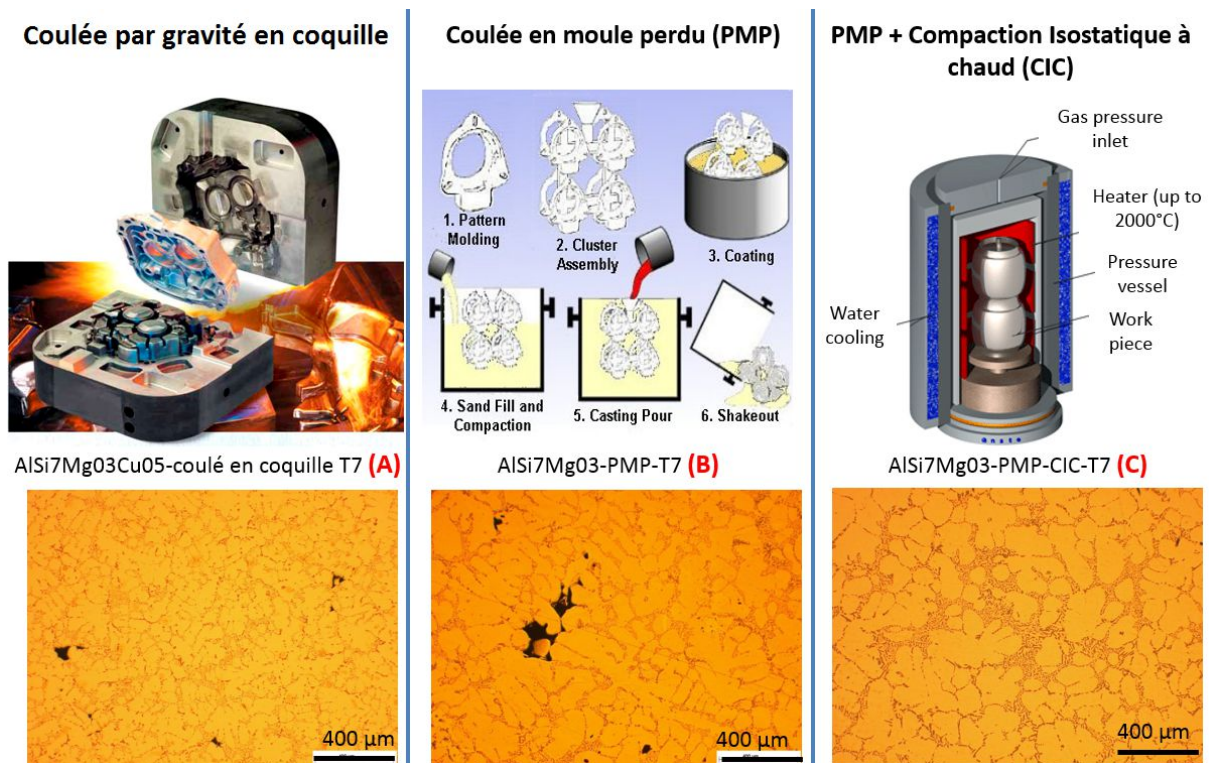 Coulée par gravité en coquille
Coulée en moule perdu (PMP)
1. Pattern
Molding
2. Cluster
Assembly
3. Coating
4. Sand Fill and
Compaction
5. Casting Pour
6. Shakeout
PMP + Compaction Isostatique à
chaud (CIC)
Gas pressure
inlet
Heater (up to
2000°C)
Pressure
vessel
Water
cooling
Work
piece
AlSi7Mg03Cu05-coulé en coquille T7 (A)
AlSi7Mg03-PMP-T7 (B)
AlSi7Mg03-PMP-CIC-T7 (C)
400 µm
400 µm
400 µm